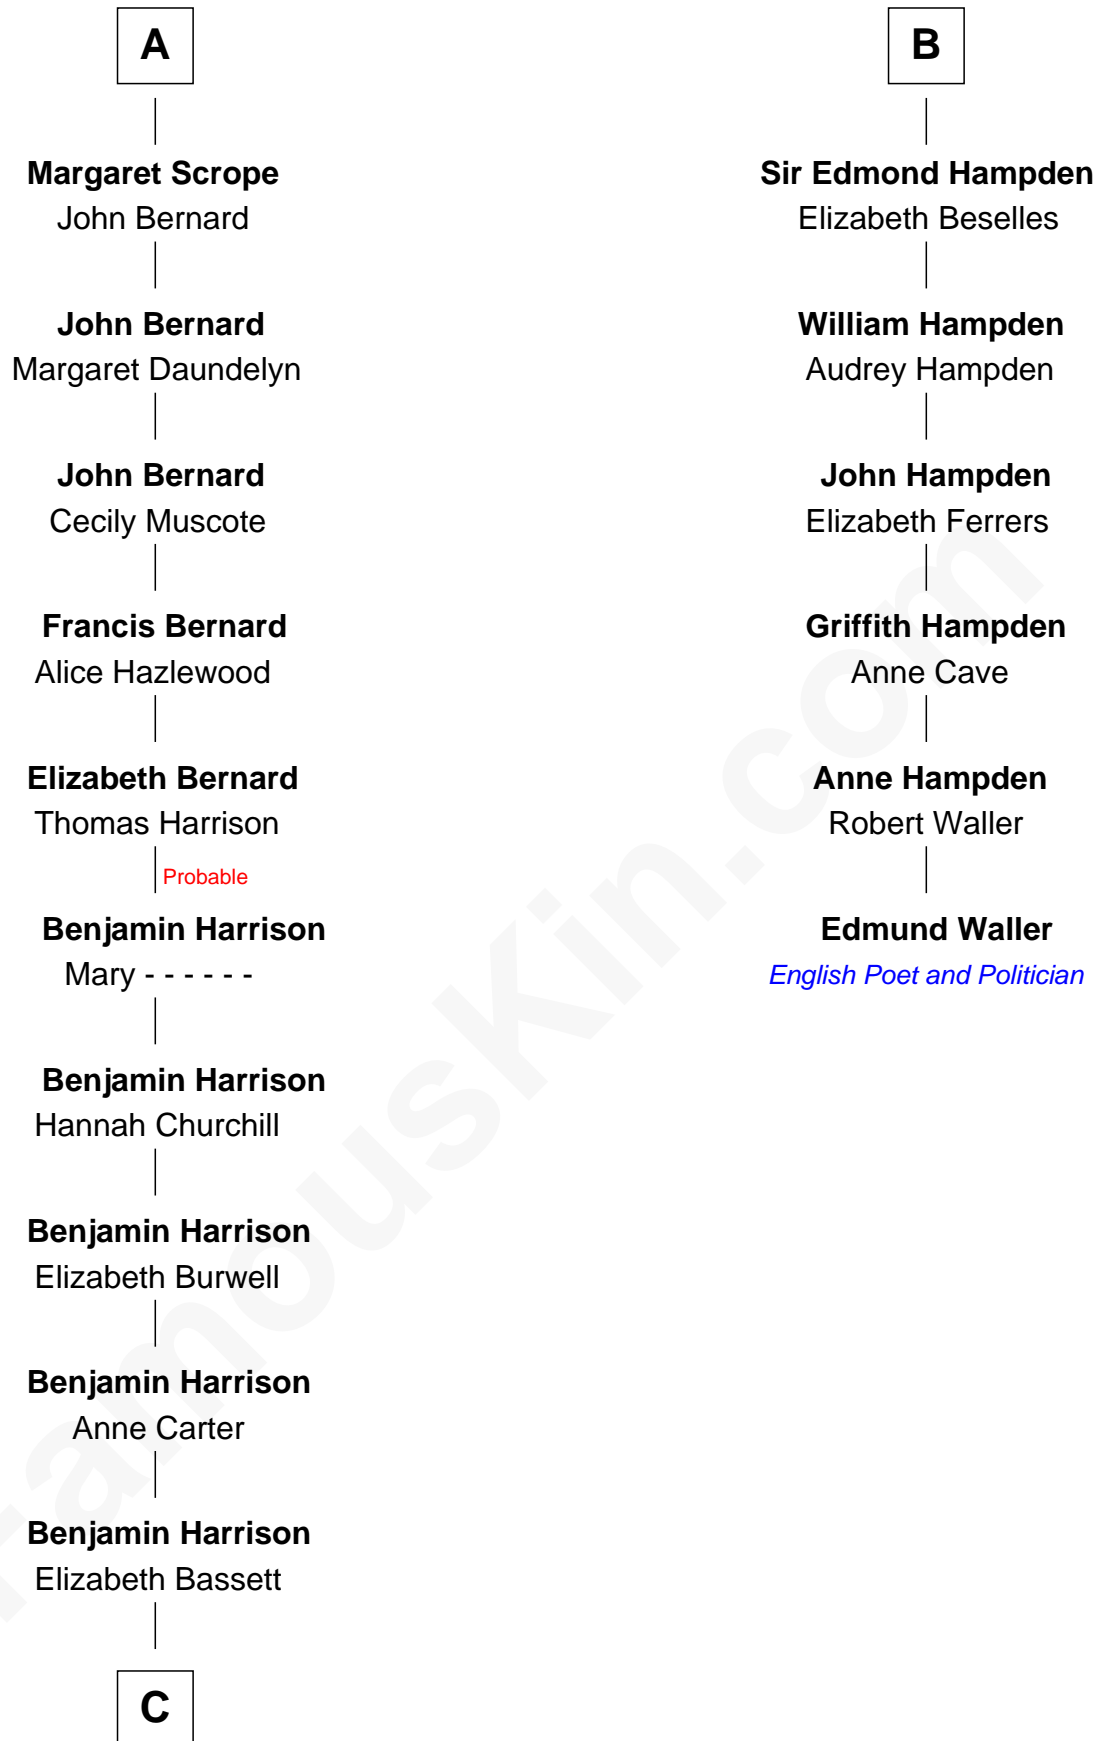 A
Margaret Scrope
John Bernard
John Bernard
Margaret Daundelyn
John Bernard
Cecily Muscote
Francis Bernard
Alice Hazlewood
Elizabeth Bernard
Thomas Harrison
Probable
Benjamin Harrison
Mary - - - - - -
Benjamin Harrison
Hannah Churchill
Benjamin Harrison
Elizabeth Burwell
Benjamin Harrison
Anne Carter
Benjamin Harrison
Elizabeth Bassett
C
B
Sir Edmond Hampden
Elizabeth Beselles
William Hampden
Audrey Hampden
John Hampden
Elizabeth Ferrers
Griffith Hampden
Anne Cave
Anne Hampden
Robert Waller
Edmund Waller
English Poet and Politician
FamousKin.com